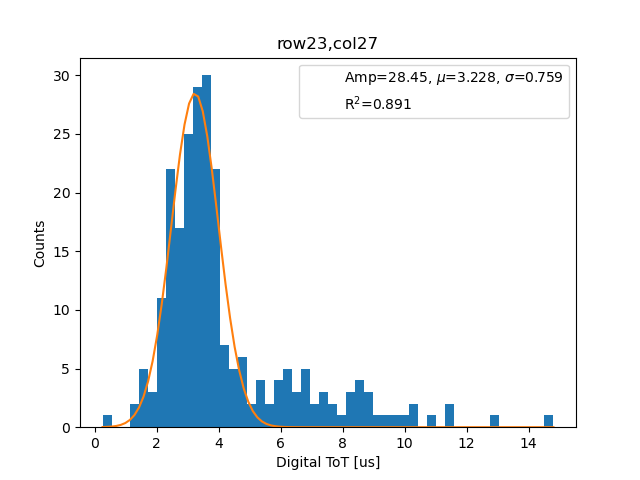 row23,col27
Amp=28.45, μ=3.228, σ=0.759
R²=0.891
Counts
30
25
20
15
10
5
0
0 2 4 6 8 10 12 14
Digital ToT [us]